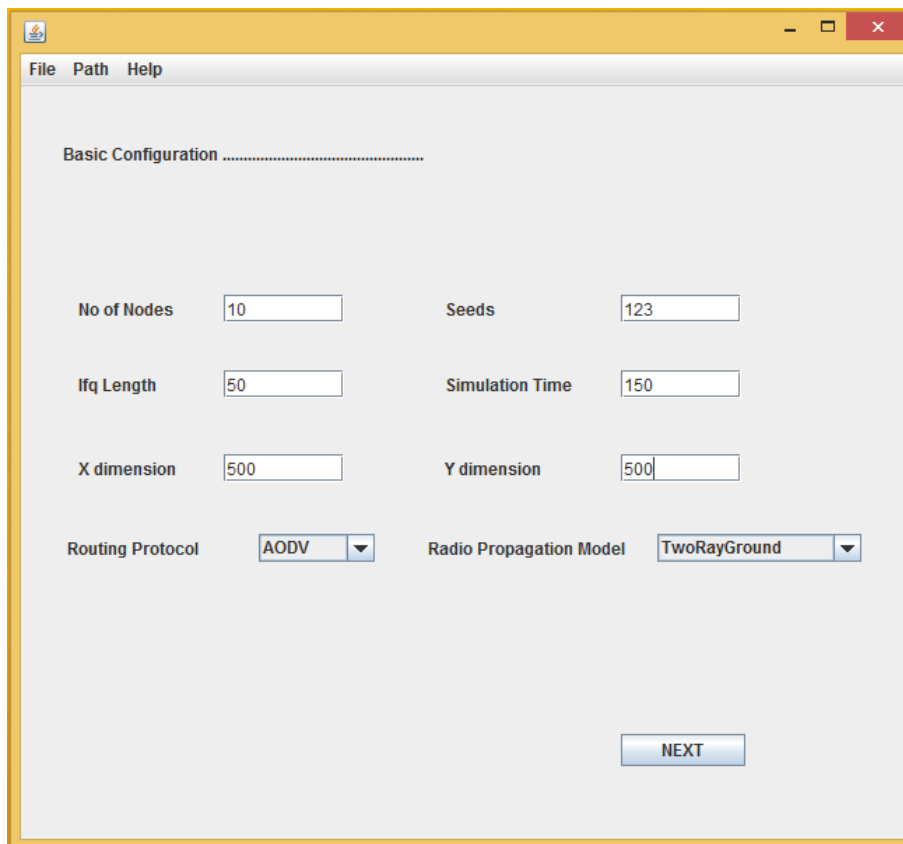 File Path Help
Basic Configuration ................................................
No of Nodes 10 Seeds 123
Ifq Length 50 Simulation Time 150
X dimension 500 Y dimension 500
Routing Protocol AODV Radio Propagation Model TwoRayGround
NEXT